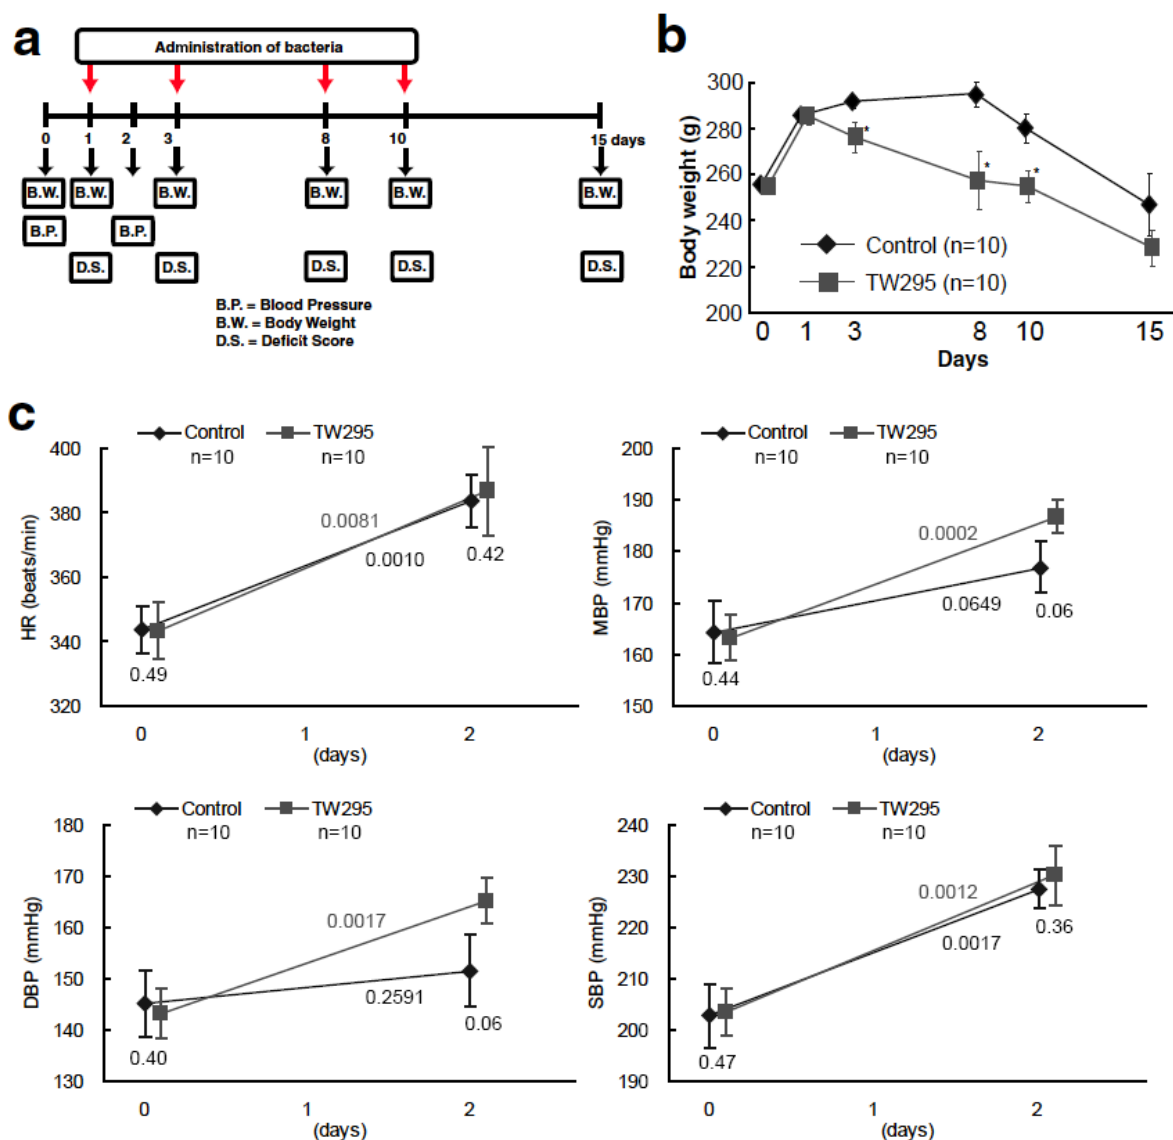 a
Administration of bacteria
0 1 2 3 8 10 15 days
B.W. B.W. B.W. B.W. B.W. B.W.
B.P. B.P.
D.S. D.S. D.S. D.S. D.S.
B.P. = Blood Pressure
B.W. = Body Weight
D.S. = Deficit Score
b
Body weight (g)
300
280
260
240
220
200
* * *
Control (n=10)
TW295 (n=10)
0 1 3 8 10 15
Days
c
Control TW295
n=10 n=10
HR (beats/min)
400
380
360
340
320
0.0081
0.0010
0.42
0.49
0 1 2
(days)
Control TW295
n=10 n=10
MBP (mmHg)
200
190
180
170
160
150
0.0002
0.0649
0.06
0.44
0 1 2
(days)
Control TW295
n=10 n=10
DBP (mmHg)
180
170
160
150
140
130
0.0017
0.2591
0.06
0.40
0 1 2
(days)
Control TW295
n=10 n=10
SBP (mmHg)
240
230
220
210
200
190
0.0012
0.0017
0.36
0.47
0 1 2
(days)